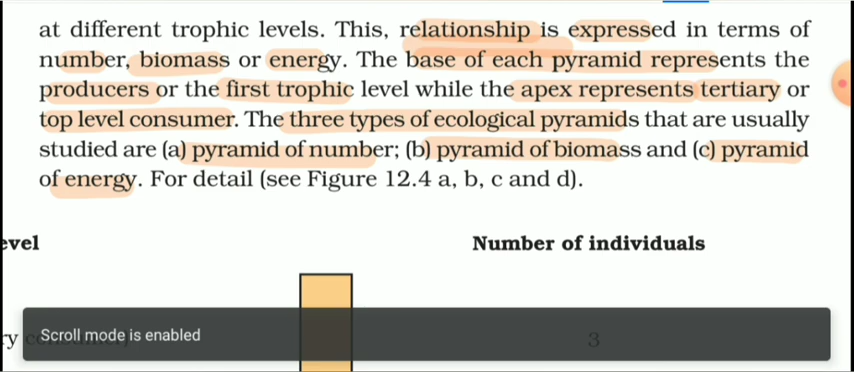 at different trophic levels. This, relationship is expressed in terms of
number, biomass or energy. The base of each pyramid represents the
producers or the first trophic level while the apex represents tertiary or
top level consumer. The three types of ecological pyramids that are usually
studied are (a) pyramid of number; (b) pyramid of biomass and (c) pyramid
of energy. For detail (see Figure 12.4 a, b, c and d).
evel Number of individuals
Scroll mode is enabled
3